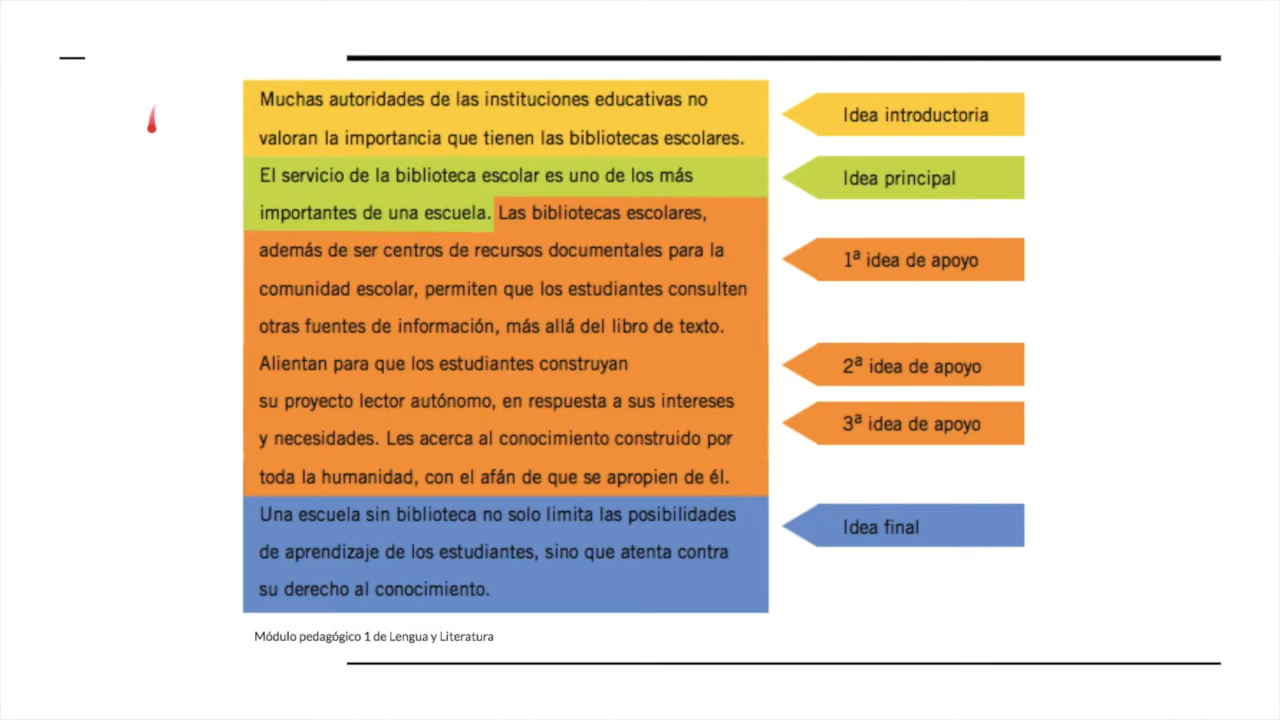 Muchas autoridades de las instituciones educativas no
valoran la importancia que tienen las bibliotecas escolares.
El servicio de la biblioteca escolar es uno de los más
importantes de una escuela. Las bibliotecas escolares,
además de ser centros de recursos documentales para la
comunidad escolar, permiten que los estudiantes consulten
otras fuentes de información, más allá del libro de texto.
Alientan para que los estudiantes construyan
su proyecto lector autónomo, en respuesta a sus intereses
y necesidades. Les acerca al conocimiento construido por
toda la humanidad, con el afán de que se apropien de él.
Una escuela sin biblioteca no solo limita las posibilidades
de aprendizaje de los estudiantes, sino que atenta contra
su derecho al conocimiento.
Idea introductoria
Idea principal
1ª idea de apoyo
2ª idea de apoyo
3ª idea de apoyo
Idea final
Módulo pedagógico 1 de Lengua y Literatura